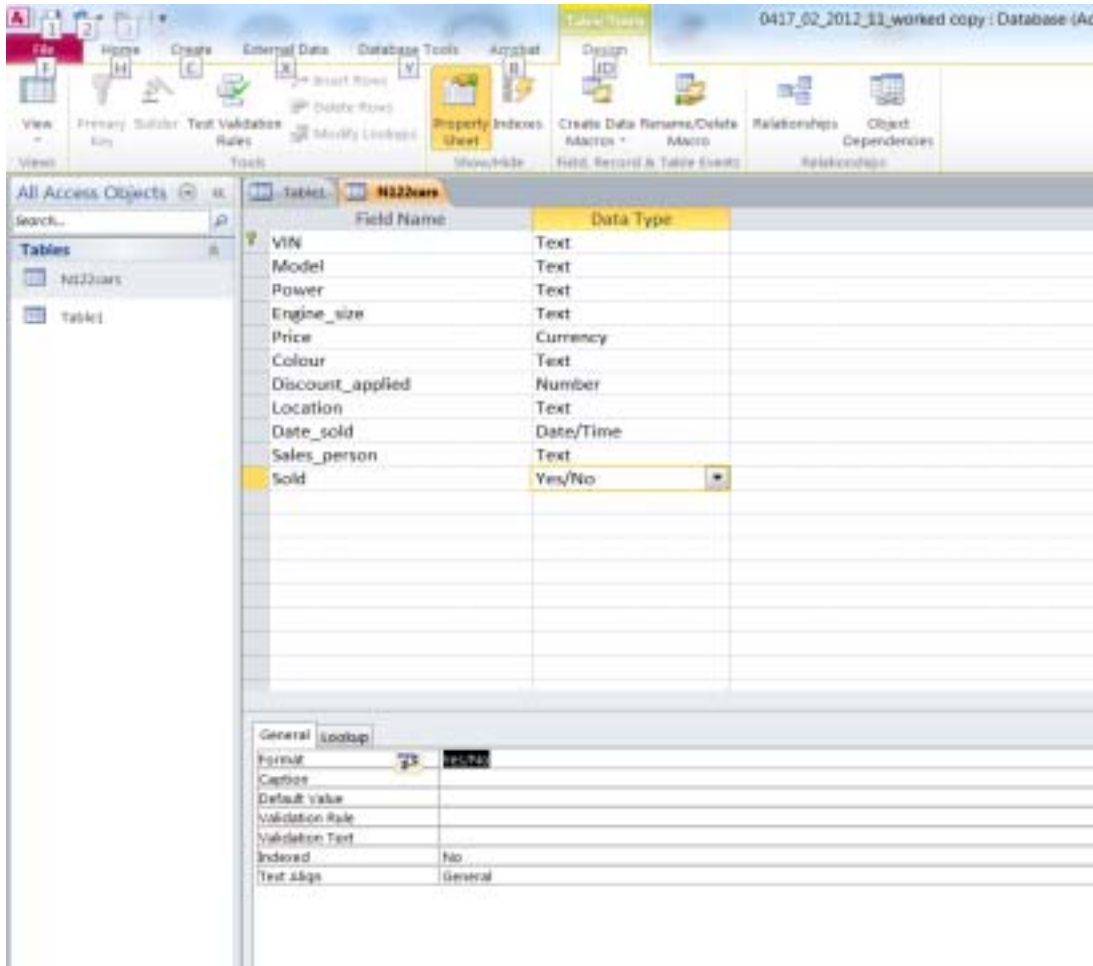 A 1 2 3 Table Tools 0417_02_2012_11_worked copy : Database (Ac
File Home Create External Data Database Tools Acrobat Design
F H C X Y B JD
Insert Rows
Delete Rows
Modify Lookups
View Primary Key Builder Test Validation Rules Property Sheet Indexes Create Data Macros Rename/Delete Macro Relationships Object Dependencies
Views Tools Show/Hide Field, Record & Table Events Relationships
All Access Objects Table1 N122cars
Search... Field Name Data Type
Tables
N122cars
Table1
VIN Text
Model Text
Power Text
Engine_size Text
Price Currency
Colour Text
Discount_applied Number
Location Text
Date_sold Date/Time
Sales_person Text
Sold Yes/No
General Lookup
Format Yes/No
Caption
Default Value
Validation Rule
Validation Text
Indexed No
Text Align General